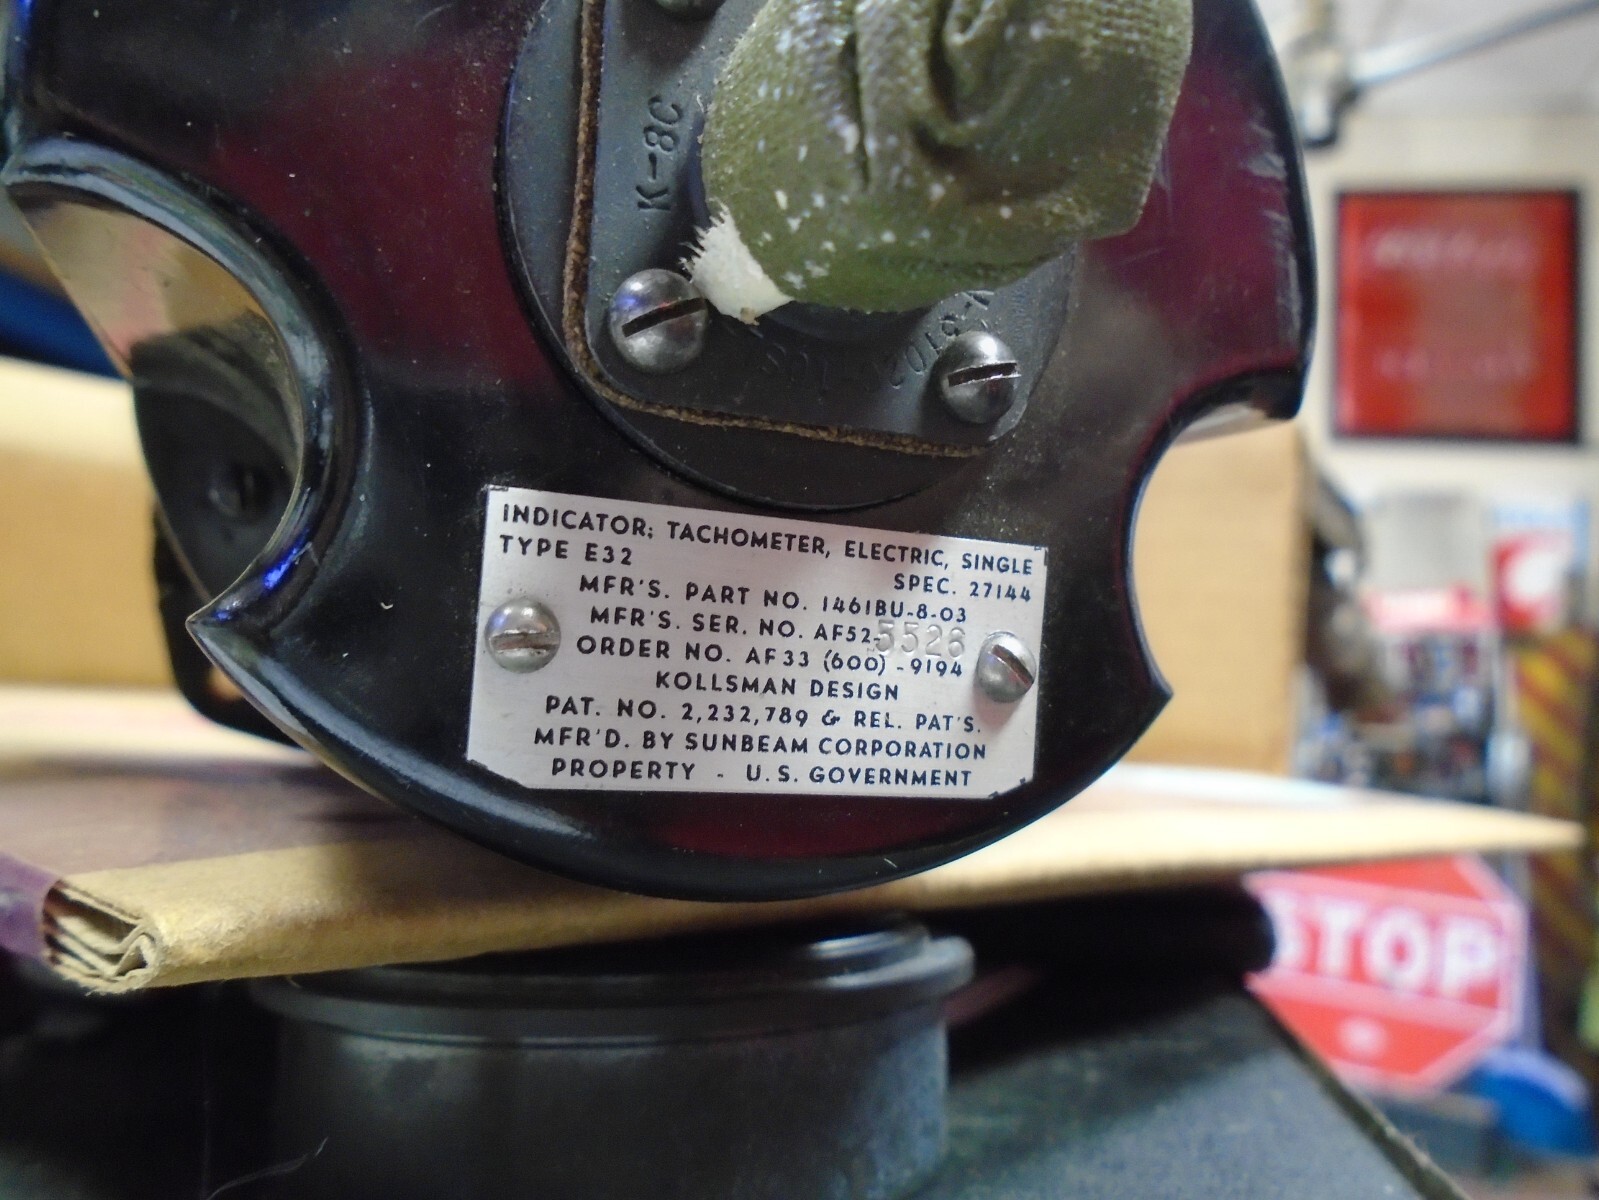 K-8C
INDICATOR; TACHOMETER, ELECTRIC, SINGLE
TYPE E32
SPEC. 27144
MFR'S. PART NO. 1461BU-8-03
MFR'S. SER. NO. AF52-5526
ORDER NO. AF33 (600) -9194
KOLLSMAN DESIGN
PAT. NO. 2,232,789 & REL. PAT'S.
MFR'D. BY SUNBEAM CORPORATION
PROPERTY - U.S. GOVERNMENT
STOP